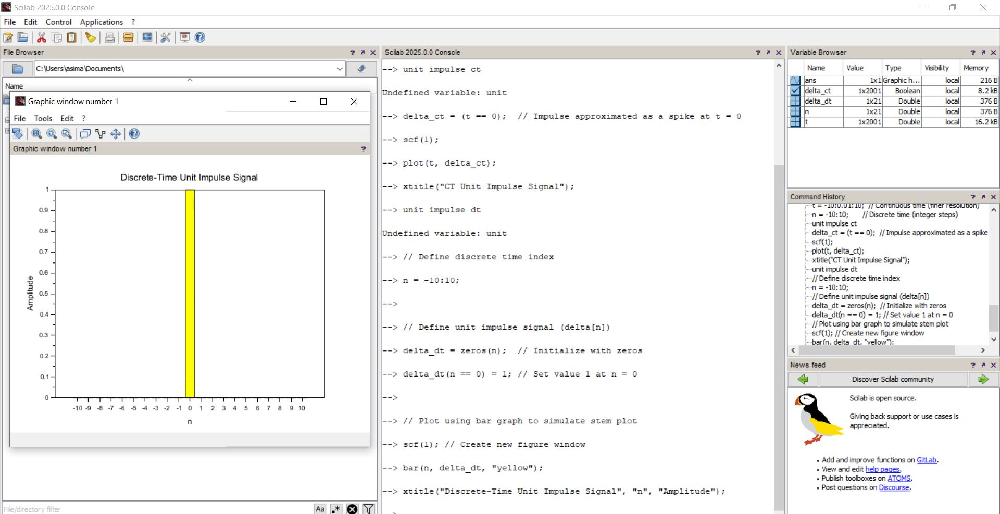 Scilab 2025.0.0 Console
File Edit Control Applications ?
File Browser
C:\Users\asima\Documents\
Name
Graphic window number 1
File Tools Edit ?
Graphic window number 1
Discrete-Time Unit Impulse Signal
1
0.9
0.8
0.7
0.6
0.5
0.4
0.3
0.2
0.1
0
Amplitude
-10 -9 -8 -7 -6 -5 -4 -3 -2 -1 0 1 2 3 4 5 6 7 8 9 10
n
File/directory filter
Aa .*
Scilab 2025.0.0 Console
--> unit impulse ct
Undefined variable: unit
--> delta_ct = (t == 0);  // Impulse approximated as a spike at t = 0
--> scf(1);
--> plot(t, delta_ct);
--> xtitle("CT Unit Impulse Signal");
--> unit impulse dt
Undefined variable: unit
--> // Define discrete time index
--> n = -10:10;
-->
--> // Define unit impulse signal (delta[n])
--> delta_dt = zeros(n);  // Initialize with zeros
--> delta_dt(n == 0) = 1; // Set value 1 at n = 0
-->
--> // Plot using bar graph to simulate stem plot
--> scf(1); // Create new figure window
--> bar(n, delta_dt, "yellow");
--> xtitle("Discrete-Time Unit Impulse Signal", "n", "Amplitude");
Variable Browser
Name Value Type Visibility Memory
ans 1x1 Graphic h... local 216 B
delta_ct 1x2001 Boolean local 8.2 kB
delta_dt 1x21 Double local 376 B
n 1x21 Double local 376 B
t 1x2001 Double local 16.2 kB
Command History
t = -10:0.01:10; // Continuous time (finer resolution)
n = -10:10; // Discrete time (integer steps)
unit impulse ct
delta_ct = (t == 0); // Impulse approximated as a spike
scf(1);
plot(t, delta_ct);
xtitle("CT Unit Impulse Signal");
unit impulse dt
// Define discrete time index
n = -10:10;
// Define unit impulse signal (delta[n])
delta_dt = zeros(n); // Initialize with zeros
delta_dt(n == 0) = 1; // Set value 1 at n = 0
// Plot using bar graph to simulate stem plot
scf(1); // Create new figure window
bar(n, delta_dt, "yellow");
News feed
Discover Scilab community
Scilab is open source.
Giving back support or use cases is
appreciated.
• Add and improve functions on GitLab.
• View and edit help pages.
• Publish toolboxes on ATOMS.
• Post questions on Discourse.